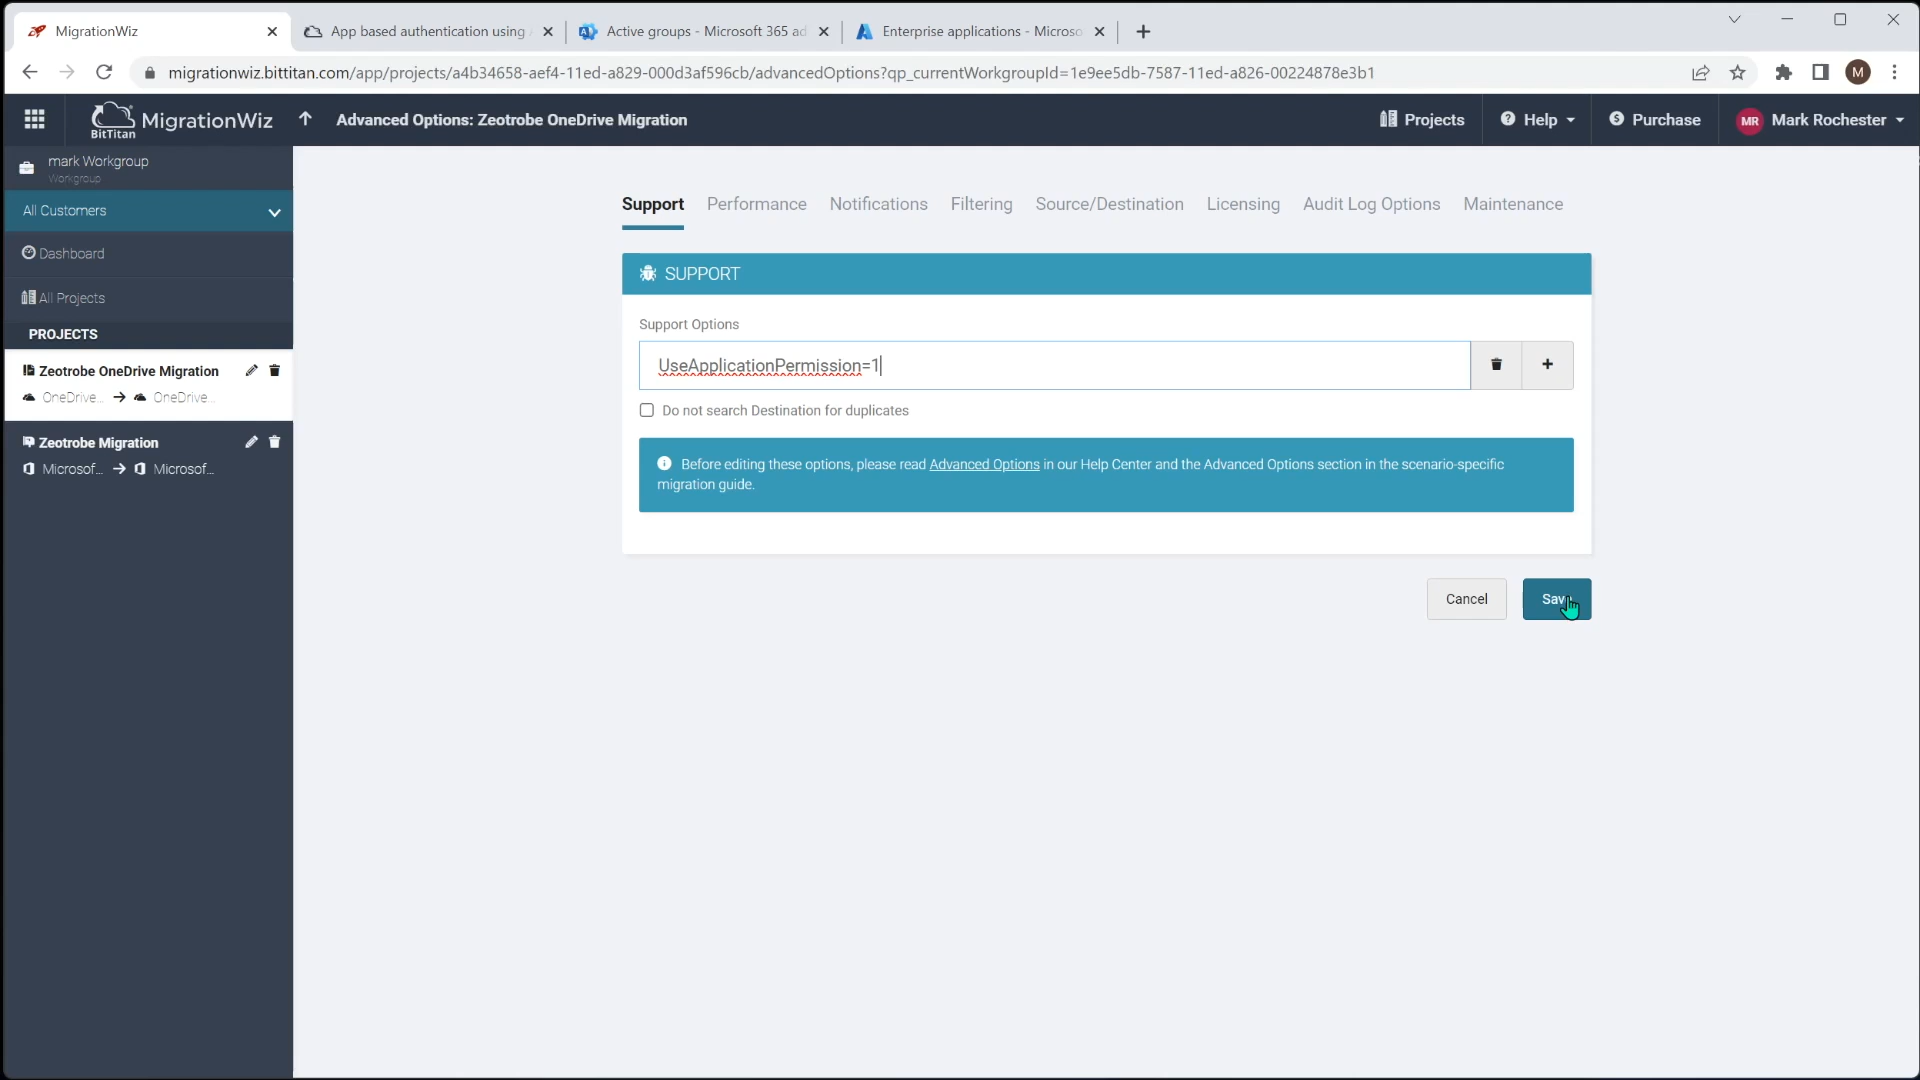 MigrationWiz
App based authentication using
Active groups - Microsoft 365 ad
Enterprise applications - Microso
migrationwiz.bittitan.com/app/projects/a4b34658-aef4-11ed-a829-000d3af596cb/advancedOptions?qp_currentWorkgroupId=1e9ee5db-7587-11ed-a826-00224878e3b1
M
BitTitan MigrationWiz
Advanced Options: Zeotrobe OneDrive Migration
Projects
Help
Purchase
MR
Mark Rochester
mark Workgroup
Workgroup
All Customers
Dashboard
All Projects
PROJECTS
Zeotrobe OneDrive Migration
OneDrive... → OneDrive...
Zeotrobe Migration
Microsof... → Microsof...
Support
Performance
Notifications
Filtering
Source/Destination
Licensing
Audit Log Options
Maintenance
SUPPORT
Support Options
UseApplicationPermission=1
Do not search Destination for duplicates
Before editing these options, please read Advanced Options in our Help Center and the Advanced Options section in the scenario-specific
migration guide.
Cancel